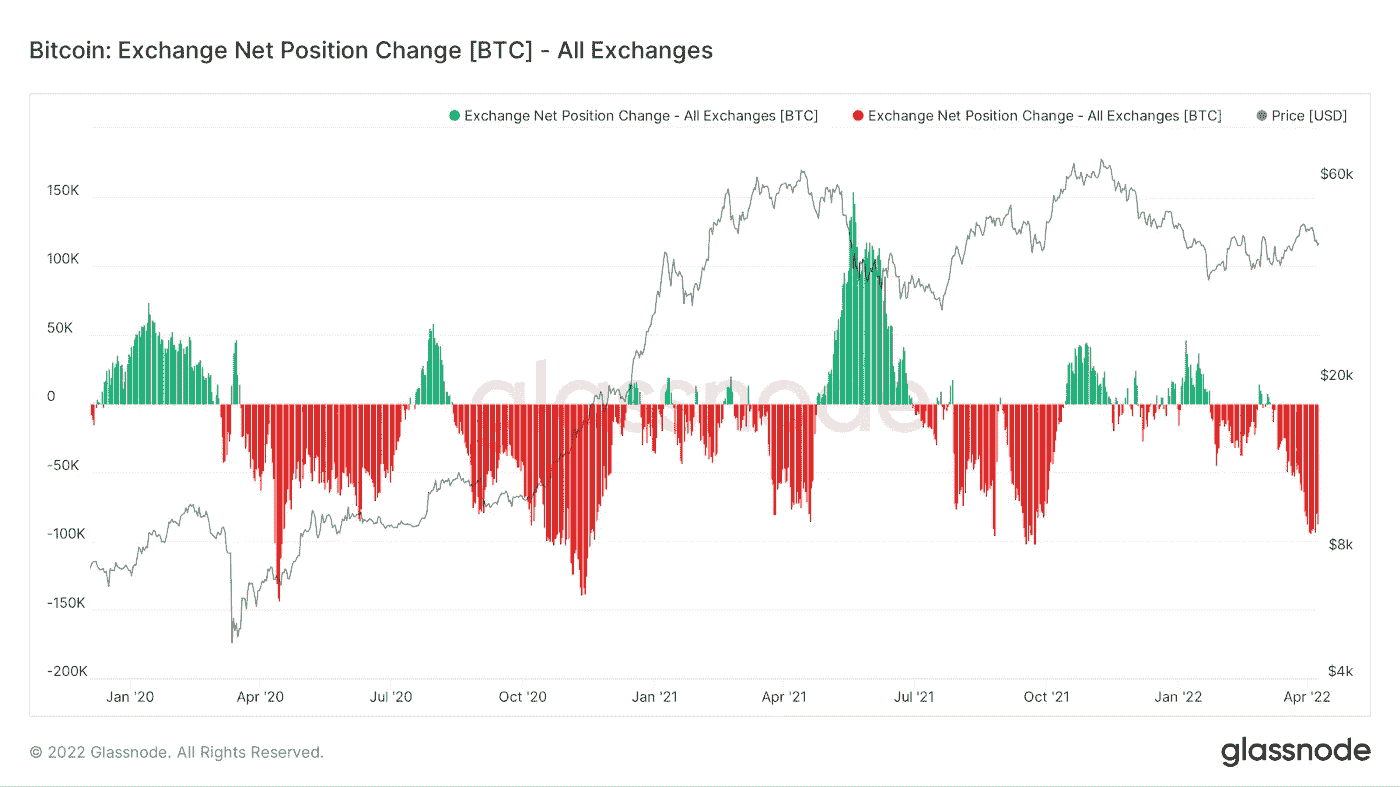 Bitcoin: Exchange Net Position Change [BTC] - All Exchanges
Exchange Net Position Change - All Exchanges [BTC] Exchange Net Position Change - All Exchanges [BTC] Price [USD]
150K
100K
50K
0
-50K
-100K
-150K
-200K
$60k
$20k
$8k
$4k
glassnode
Jan '20 Apr '20 Jul '20 Oct '20 Jan '21 Apr '21 Jul '21 Oct '21 Jan '22 Apr '22
© 2022 Glassnode. All Rights Reserved.
glassnode